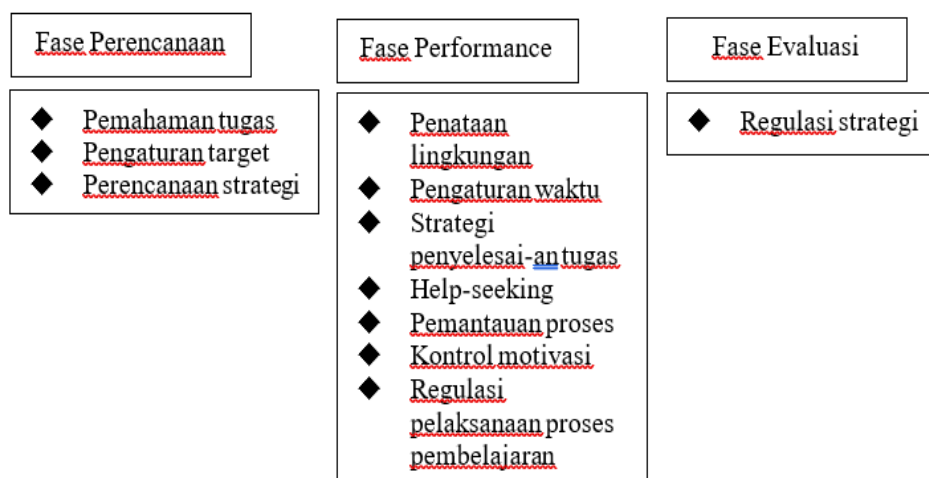 Fase Perencanaan
Pemahaman tugas
Pengaturan target
Perencanaan strategi
Fase Performance
Penataan
lingkungan
Pengaturan waktu
Strategi
penyelesai-an tugas
Help-seeking
Pemantauan proses
Kontrol motivasi
Regulasi
pelaksanaan proses
pembelajaran
Fase Evaluasi
Regulasi strategi